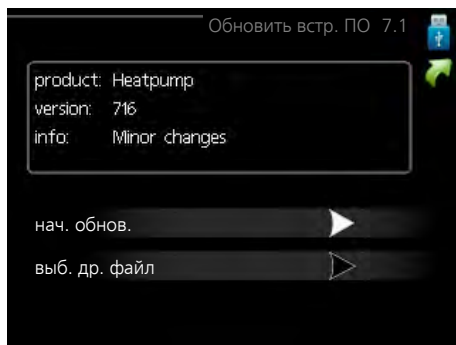 Обновить встр. ПО 7.1
product: Heatpump
version: 716
info: Minor changes
нач. обнов.
выб. др. файл